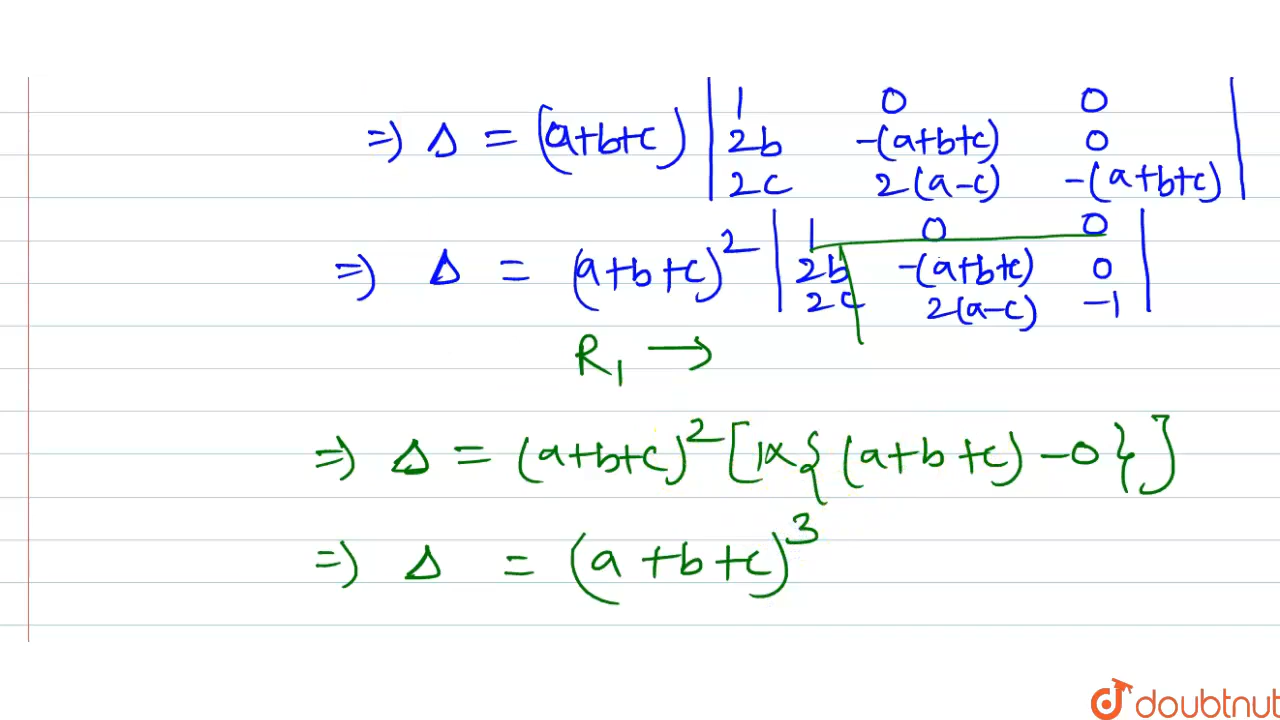 ⇒ Δ = (a+b+c) | 1 0 0
2b -(a+b+c) 0
2c 2(a-c) -(a+b+c) |
⇒ Δ = (a+b+c)² | 1 0 0
2b -(a+b+c) 0
2c 2(a-c) -1 |
R₁ →
⇒ Δ = (a+b+c)² [1×{(a+b+c)-0}]
⇒ Δ = (a+b+c)³
doubtnut